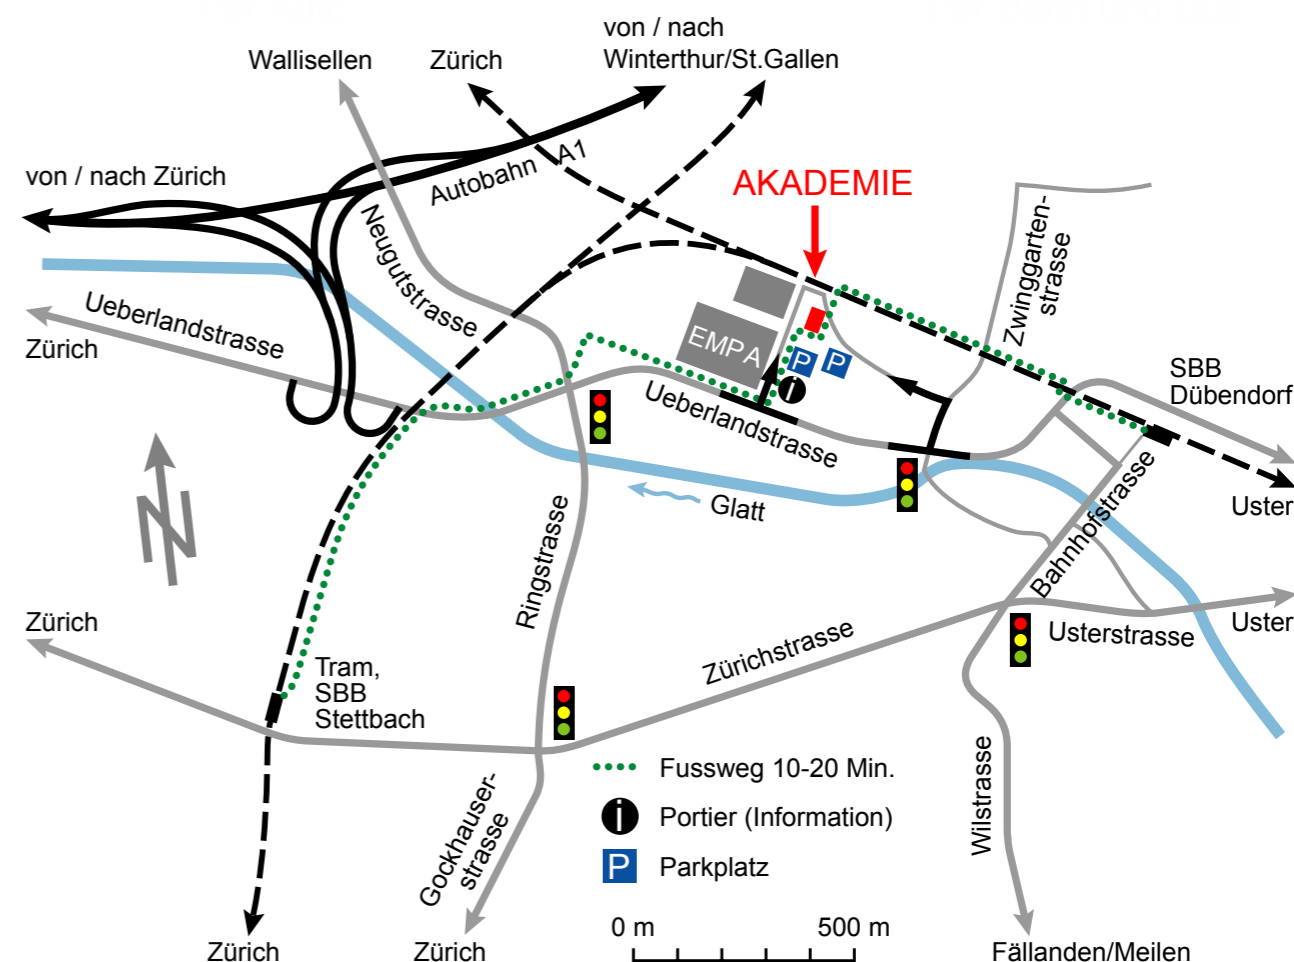 von / nach
Winterthur/St.Gallen
Wallisellen
Zürich
von / nach Zürich
Autobahn A1
AKADEMIE
Neugutstrasse
Zwinggarten-
strasse
Ueberlandstrasse
Zürich
EMPA
P
P
i
SBB
Dübendorf
Ueberlandstrasse
Uster
Glatt
Bahnhofstrasse
N
Ringstrasse
Zürich
Uster
Usterstrasse
Zürichstrasse
Tram,
SBB
Stettbach
Fussweg 10-20 Min.
i Portier (Information)
P Parkplatz
Gockhauser-
strasse
Wilstrasse
0 m 500 m
Zürich
Zürich
Fällanden/Meilen